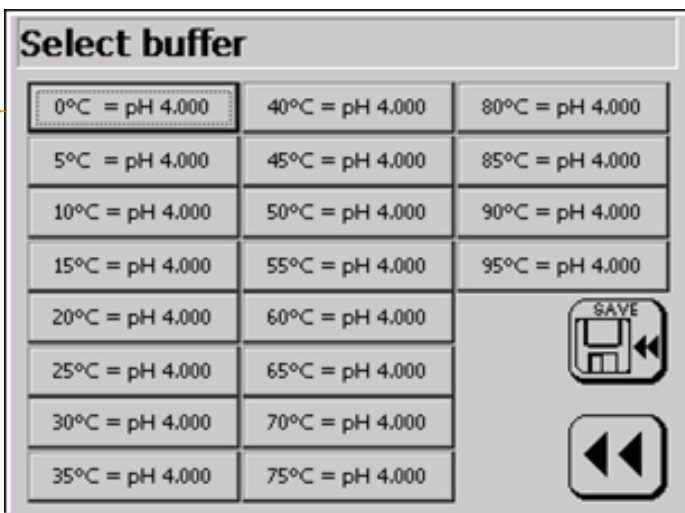 Select buffer
0°C = pH 4.000
5°C = pH 4.000
10°C = pH 4.000
15°C = pH 4.000
20°C = pH 4.000
25°C = pH 4.000
30°C = pH 4.000
35°C = pH 4.000
40°C = pH 4.000
45°C = pH 4.000
50°C = pH 4.000
55°C = pH 4.000
60°C = pH 4.000
65°C = pH 4.000
70°C = pH 4.000
75°C = pH 4.000
80°C = pH 4.000
85°C = pH 4.000
90°C = pH 4.000
95°C = pH 4.000
SAVE